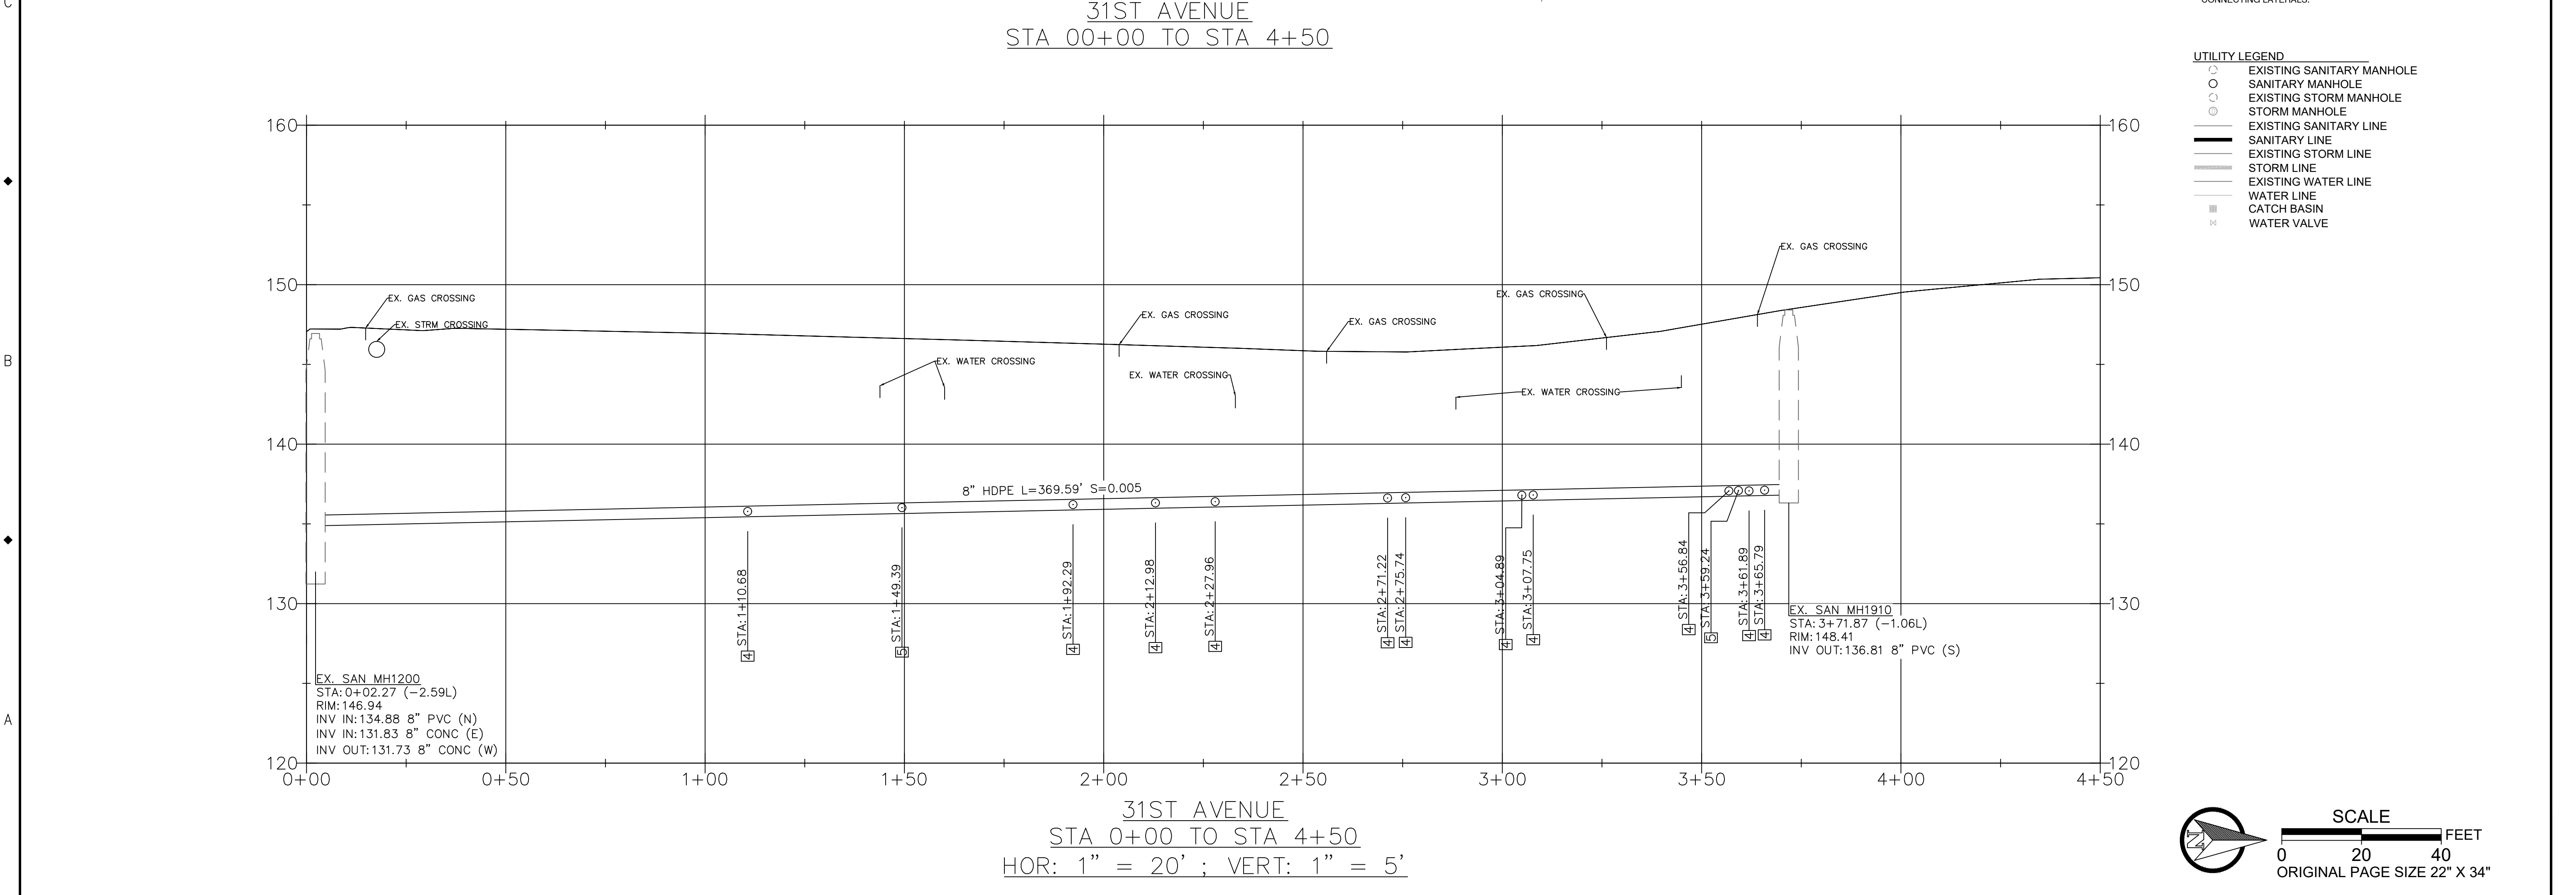 C
31ST AVENUE
STA 00+00 TO STA 4+50
CONNECTING LATERALS.
UTILITY LEGEND
EXISTING SANITARY MANHOLE
SANITARY MANHOLE
EXISTING STORM MANHOLE
STORM MANHOLE
EXISTING SANITARY LINE
SANITARY LINE
EXISTING STORM LINE
STORM LINE
EXISTING WATER LINE
WATER LINE
CATCH BASIN
WATER VALVE
160
160
EX. GAS CROSSING
150
150
EX. GAS CROSSING
EX. GAS CROSSING
EX. GAS CROSSING
EX. GAS CROSSING
EX. STRM CROSSING
B
EX. WATER CROSSING
EX. WATER CROSSING
EX. WATER CROSSING
140
140
8" HDPE L=369.59' S=0.005
STA:1+10.68
4
STA:1+49.39
5
STA:1+92.29
4
STA:2+12.98
4
STA:2+27.96
4
STA:2+71.22
4
STA:2+75.74
4
STA:3+04.89
4
STA:3+07.75
4
STA:3+56.84
4
STA:3+59.24
5
STA:3+61.89
4
STA:3+65.79
4
130
130
EX. SAN MH1910
STA:3+71.87 (-1.06L)
RIM:148.41
INV OUT:136.81 8" PVC (S)
EX. SAN MH1200
STA:0+02.27 (-2.59L)
RIM:146.94
INV IN:134.88 8" PVC (N)
INV IN:131.83 8" CONC (E)
INV OUT:131.73 8" CONC (W)
A
120
120
0+00
0+50
1+00
1+50
2+00
2+50
3+00
3+50
4+00
4+50
31ST AVENUE
STA 0+00 TO STA 4+50
HOR: 1" = 20' ; VERT: 1" = 5'
N
SCALE
FEET
0 20 40
ORIGINAL PAGE SIZE 22" X 34"